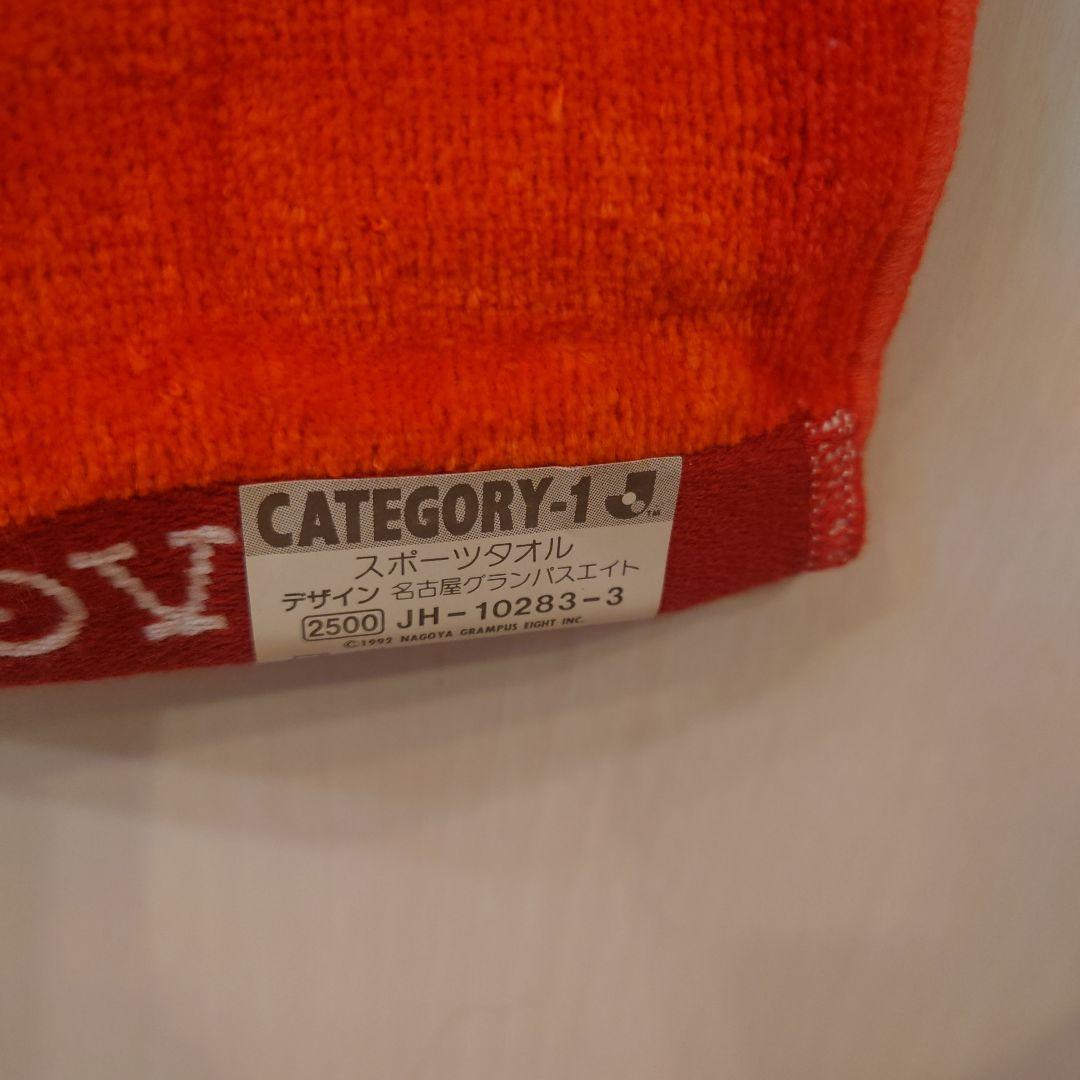 CATEGORY-1 J™
スポーツタオル
デザイン 名古屋グランパスエイト
2500 JH-10283-3
©1992 NAGOYA GRAMPUS EIGHT INC.